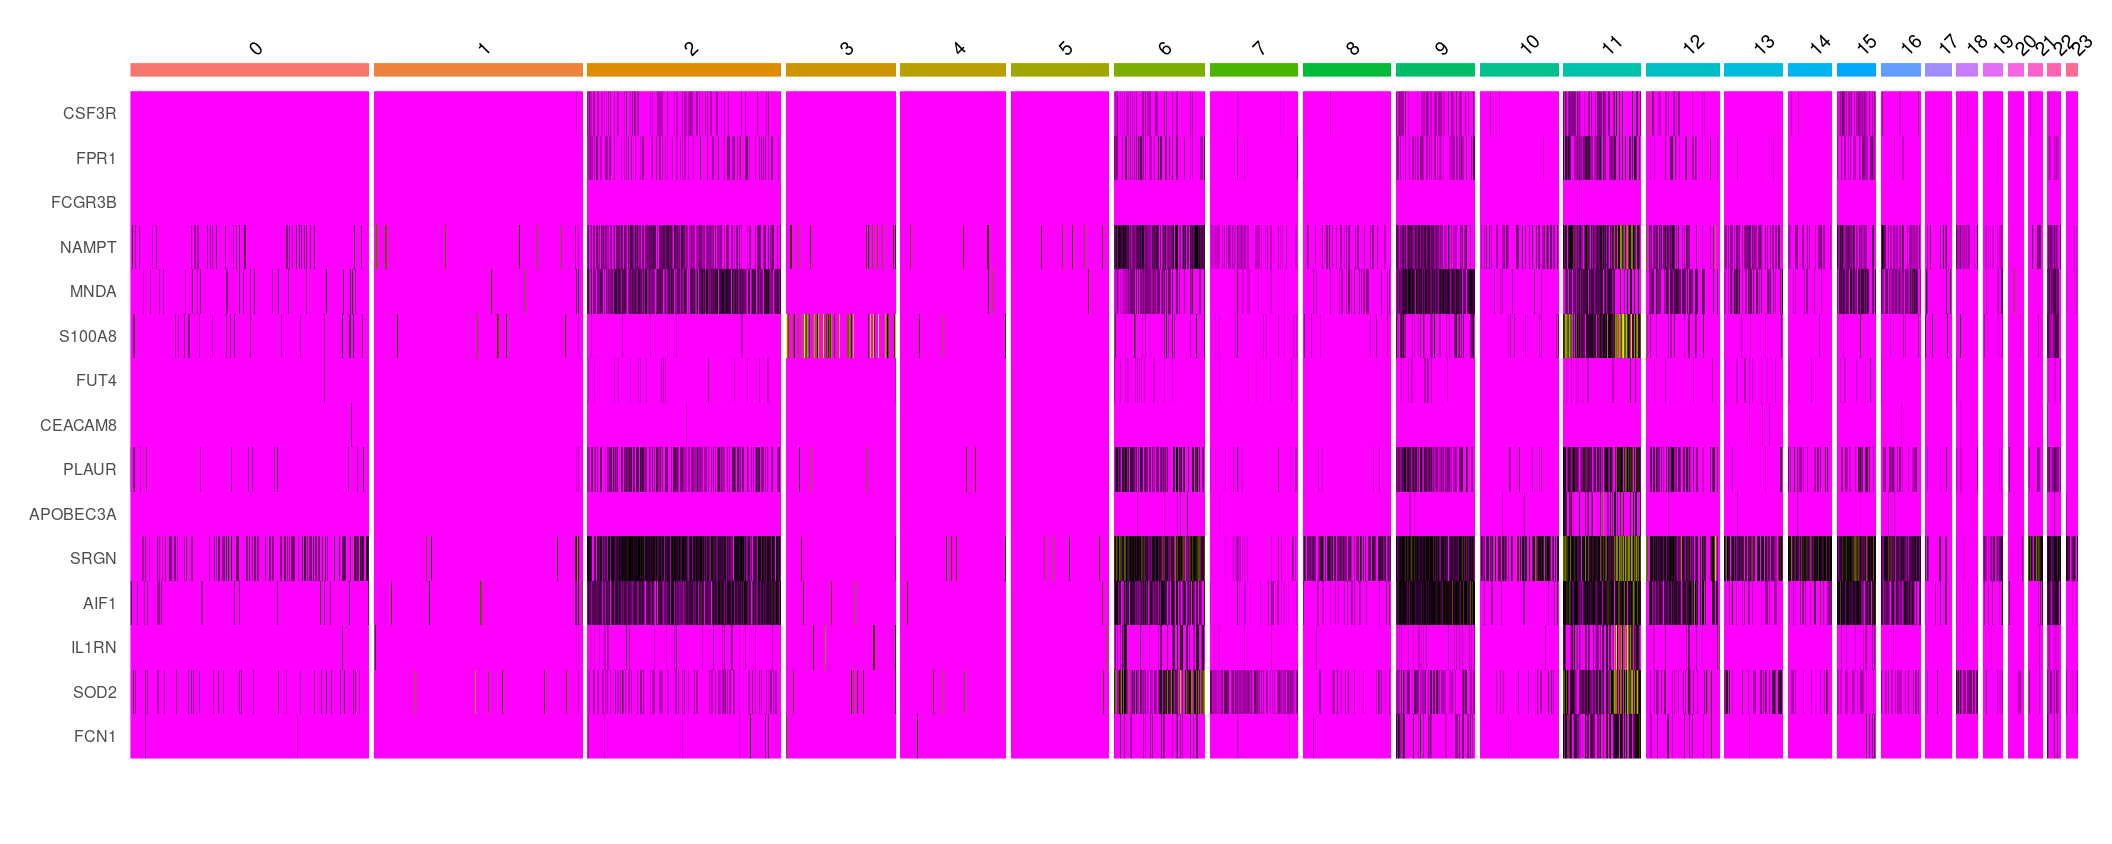 0 1 2 3 4 5 6 7 8 9 10 11 12 13 14 15 16 17 18 19 20 21 22 23
CSF3R
FPR1
FCGR3B
NAMPT
MNDA
S100A8
FUT4
CEACAM8
PLAUR
APOBEC3A
SRGN
AIF1
IL1RN
SOD2
FCN1